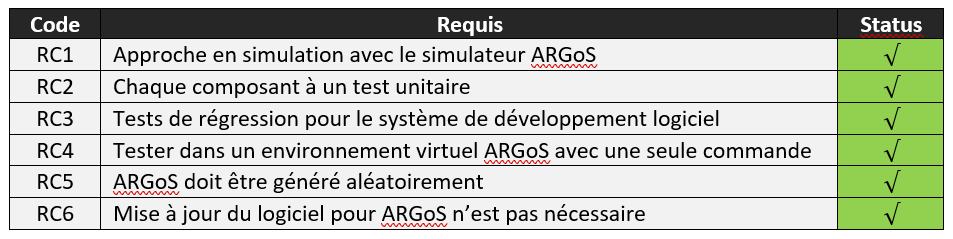 Code Requis Status
RC1 Approche en simulation avec le simulateur ARGoS √
RC2 Chaque composant à un test unitaire √
RC3 Tests de régression pour le système de développement logiciel √
RC4 Tester dans un environnement virtuel ARGoS avec une seule commande √
RC5 ARGoS doit être généré aléatoirement √
RC6 Mise à jour du logiciel pour ARGoS n’est pas nécessaire √